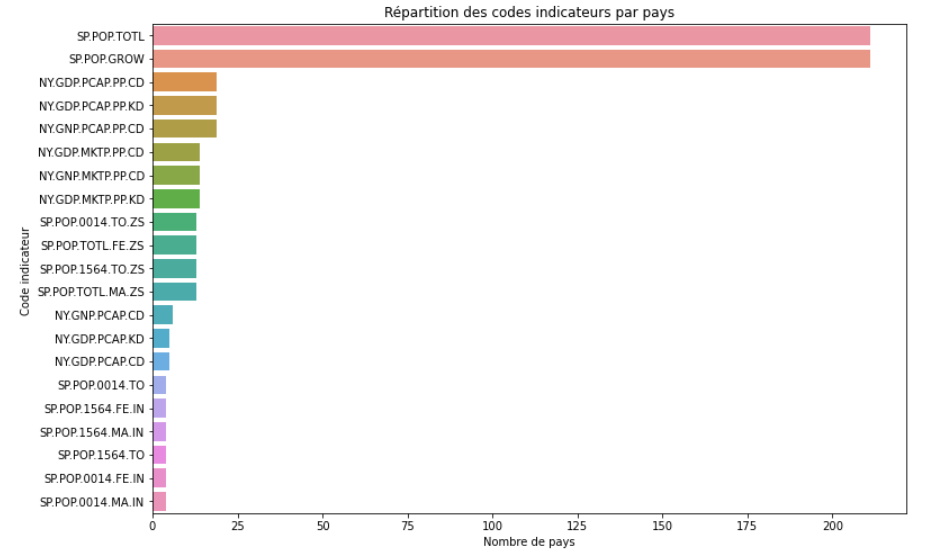 Répartition des codes indicateurs par pays
SP.POP.TOTL
SP.POP.GROW
NY.GDP.PCAP.PP.CD
NY.GDP.PCAP.PP.KD
NY.GNP.PCAP.PP.CD
NY.GDP.MKTP.PP.CD
NY.GNP.MKTP.PP.CD
NY.GDP.MKTP.PP.KD
SP.POP.0014.TO.ZS
SP.POP.TOTL.FE.ZS
SP.POP.1564.TO.ZS
SP.POP.TOTL.MA.ZS
NY.GNP.PCAP.CD
NY.GDP.PCAP.KD
NY.GDP.PCAP.CD
SP.POP.0014.TO
SP.POP.1564.FE.IN
SP.POP.1564.MA.IN
SP.POP.1564.TO
SP.POP.0014.FE.IN
SP.POP.0014.MA.IN
Code indicateur
0 25 50 75 100 125 150 175 200
Nombre de pays